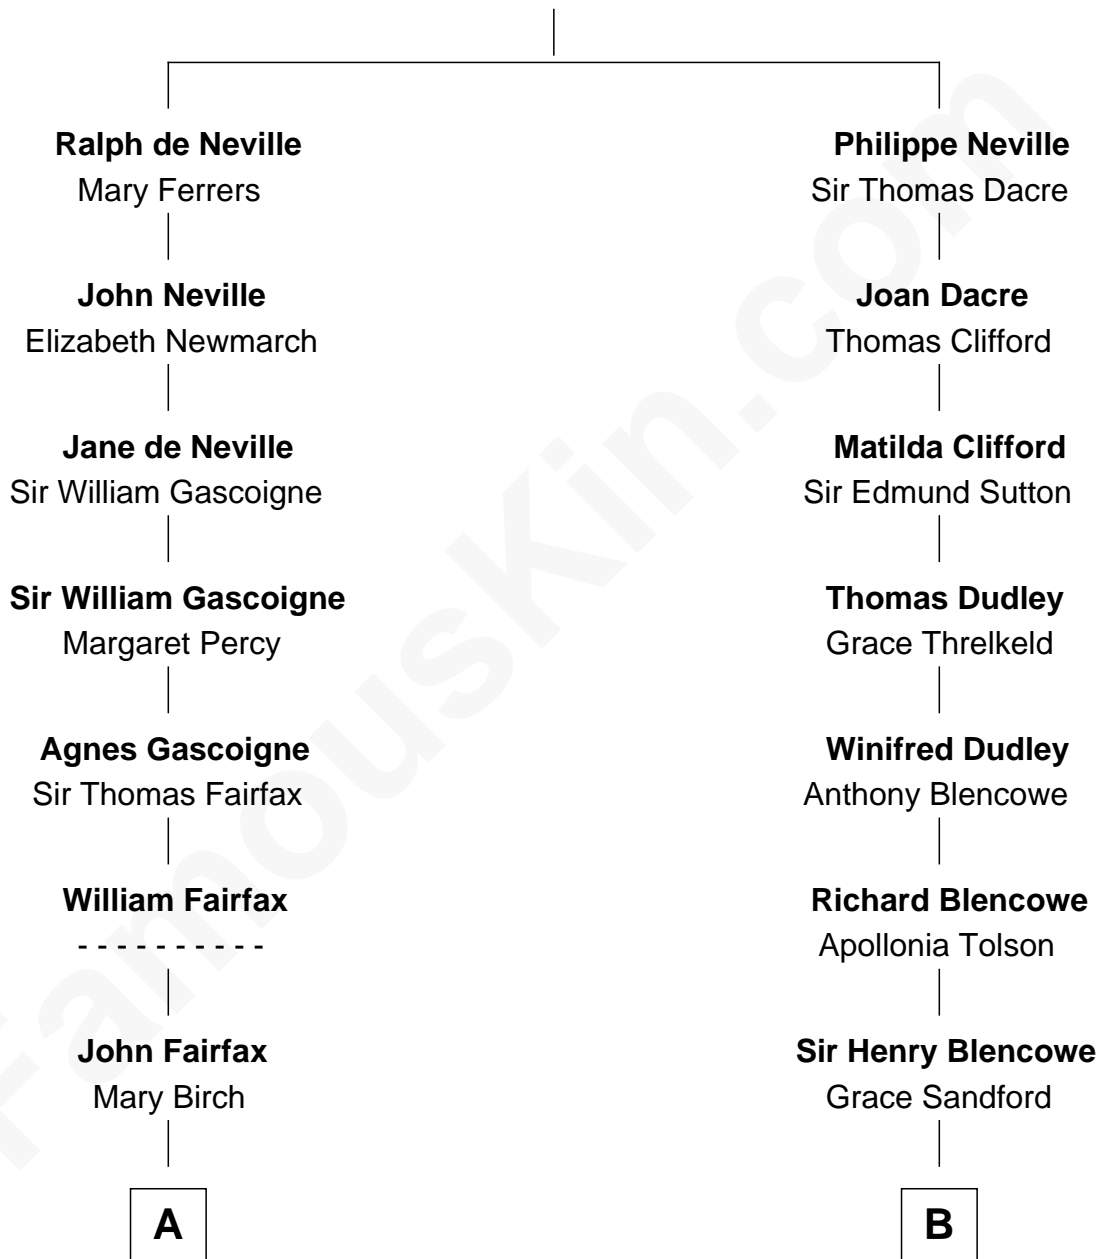 Ralph de Neville
Mary Ferrers
John Neville
Elizabeth Newmarch
Jane de Neville
Sir William Gascoigne
Sir William Gascoigne
Margaret Percy
Agnes Gascoigne
Sir Thomas Fairfax
William Fairfax
- - - - - - - - - -
John Fairfax
Mary Birch
A
Philippe Neville
Sir Thomas Dacre
Joan Dacre
Thomas Clifford
Matilda Clifford
Sir Edmund Sutton
Thomas Dudley
Grace Threlkeld
Winifred Dudley
Anthony Blencowe
Richard Blencowe
Apollonia Tolson
Sir Henry Blencowe
Grace Sandford
B
FamousKin.com